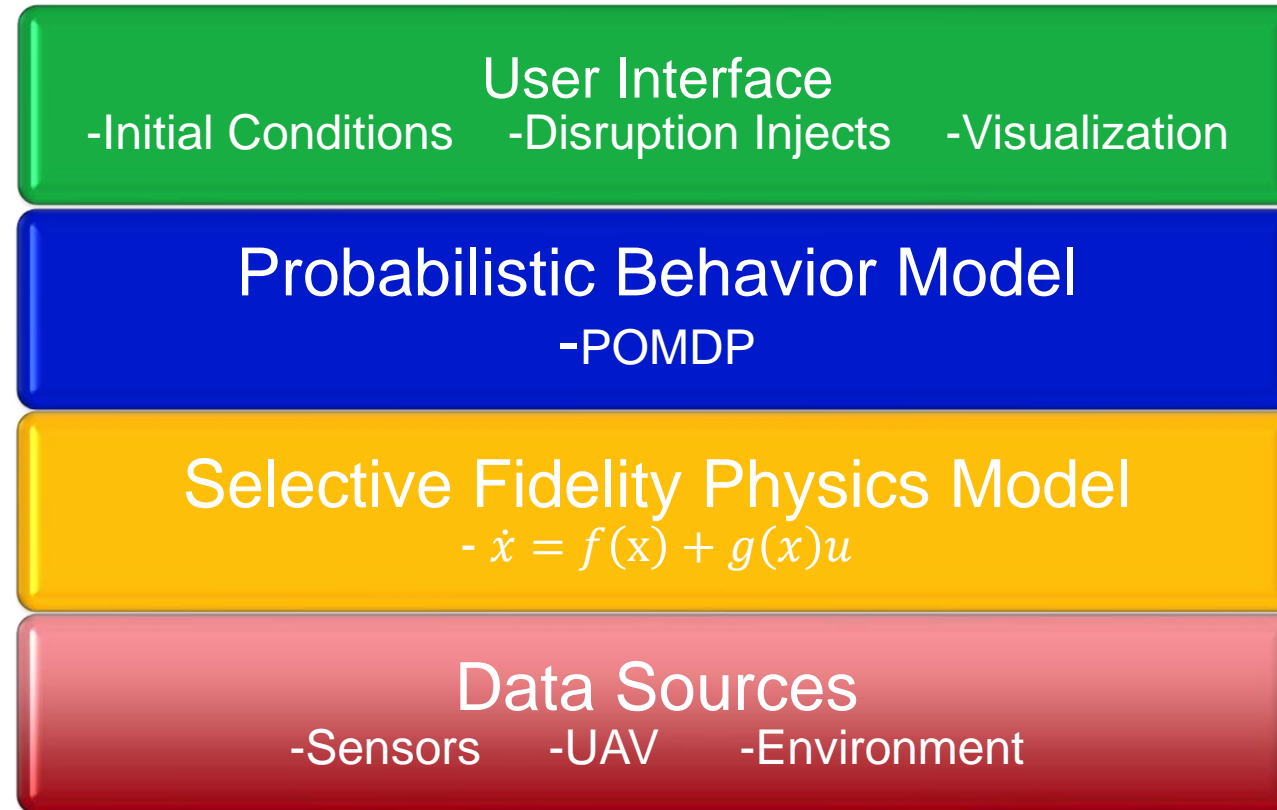 User Interface
-Initial Conditions -Disruption Injects -Visualization
Probabilistic Behavior Model
-POMDP
Selective Fidelity Physics Model
- ẋ = f(x) + g(x)u
Data Sources
-Sensors -UAV -Environment